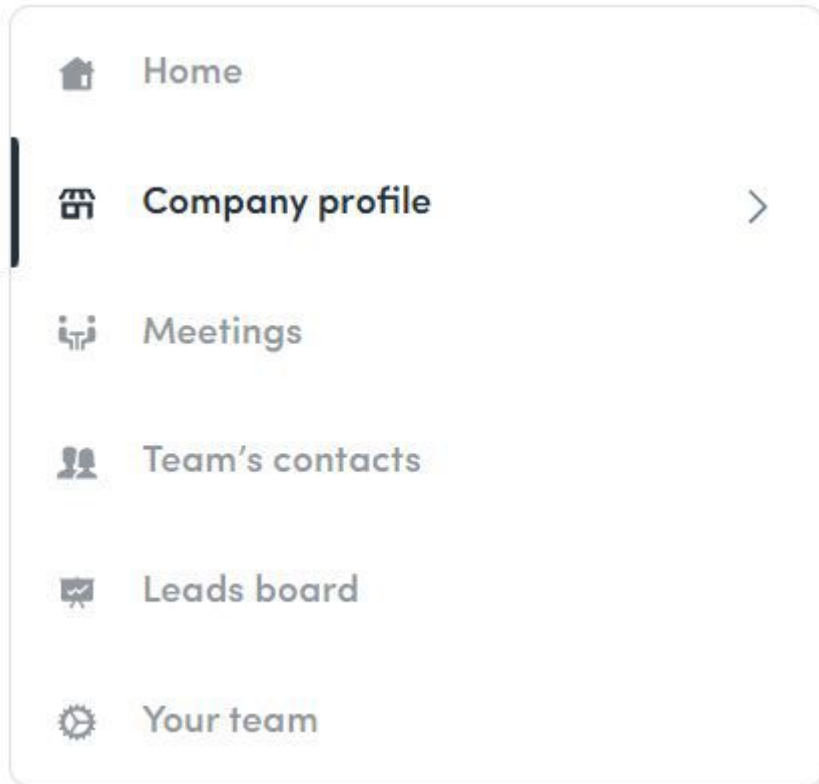 Home
Company profile
Meetings
Team’s contacts
Leads board
Your team